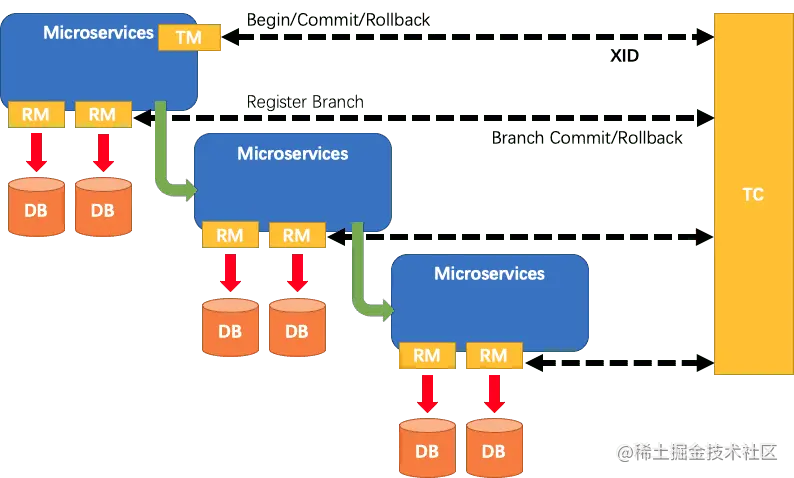 Begin/Commit/Rollback
Microservices
TM
XID
RM
RM
Register Branch
Branch Commit/Rollback
DB
DB
Microservices
TC
RM
RM
DB
DB
Microservices
RM
RM
DB
DB
@稀土掘金技术社区